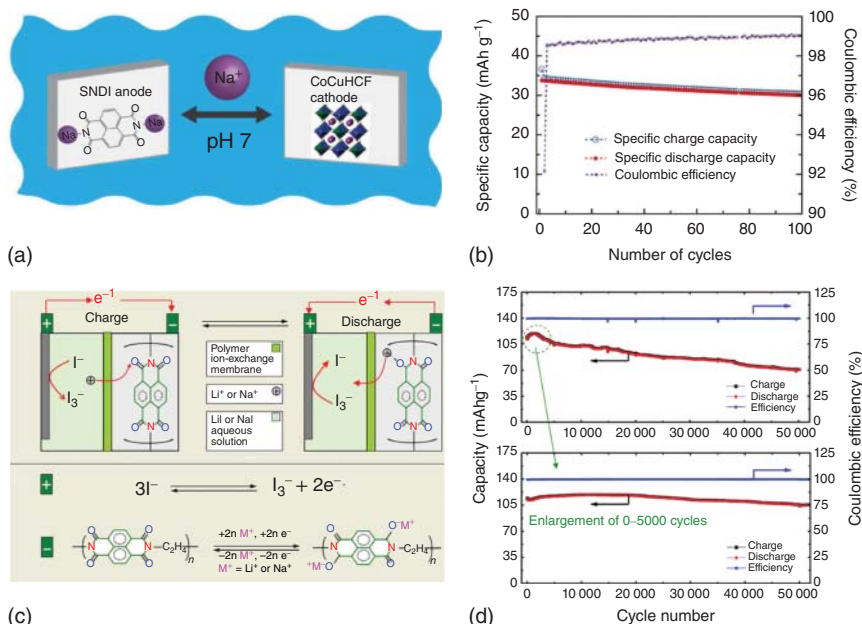 SNDI anode
Na
N
N
Na
O
O
O
O
Na⁺
pH 7
CoCuHCF
cathode
(a)
Specific capacity (mAh g⁻¹)
50
45
40
35
30
25
20
15
10
5
0
0
20
40
60
80
100
Number of cycles
100
98
96
94
92
90
Coulombic efficiency (%)
Specific charge capacity
Specific discharge capacity
Coulombic efficiency
(b)
e⁻¹
e⁻¹
+
Charge
–
+
Discharge
–
I⁻
I₃⁻
I⁻
I₃⁻
Polymer
ion-exchange
membrane
Li⁺ or Na⁺
LiI or NaI
aqueous
solution
+
3I⁻
I₃⁻ + 2e⁻·
–
+2n M⁺, +2n e⁻
–2n M⁺, –2n e⁻
M⁺ = Li⁺ or Na⁺
N–C₂H₄
n
O⁻M⁺
N–C₂H₄
n
⁺M⁻O
(c)
Capacity (mAhg⁻¹)
175
140
105
70
35
0
0
10 000
20 000
30 000
40 000
50 000
125
100
75
50
25
0
Charge
Discharge
Efficiency
175
140
105
70
35
0
Enlargement of 0–5000 cycles
Charge
Discharge
Efficiency
0
10 000
20 000
30 000
40 000
50 000
Cycle number
125
100
75
50
25
0
Coulombic efficiency (%)
(d)